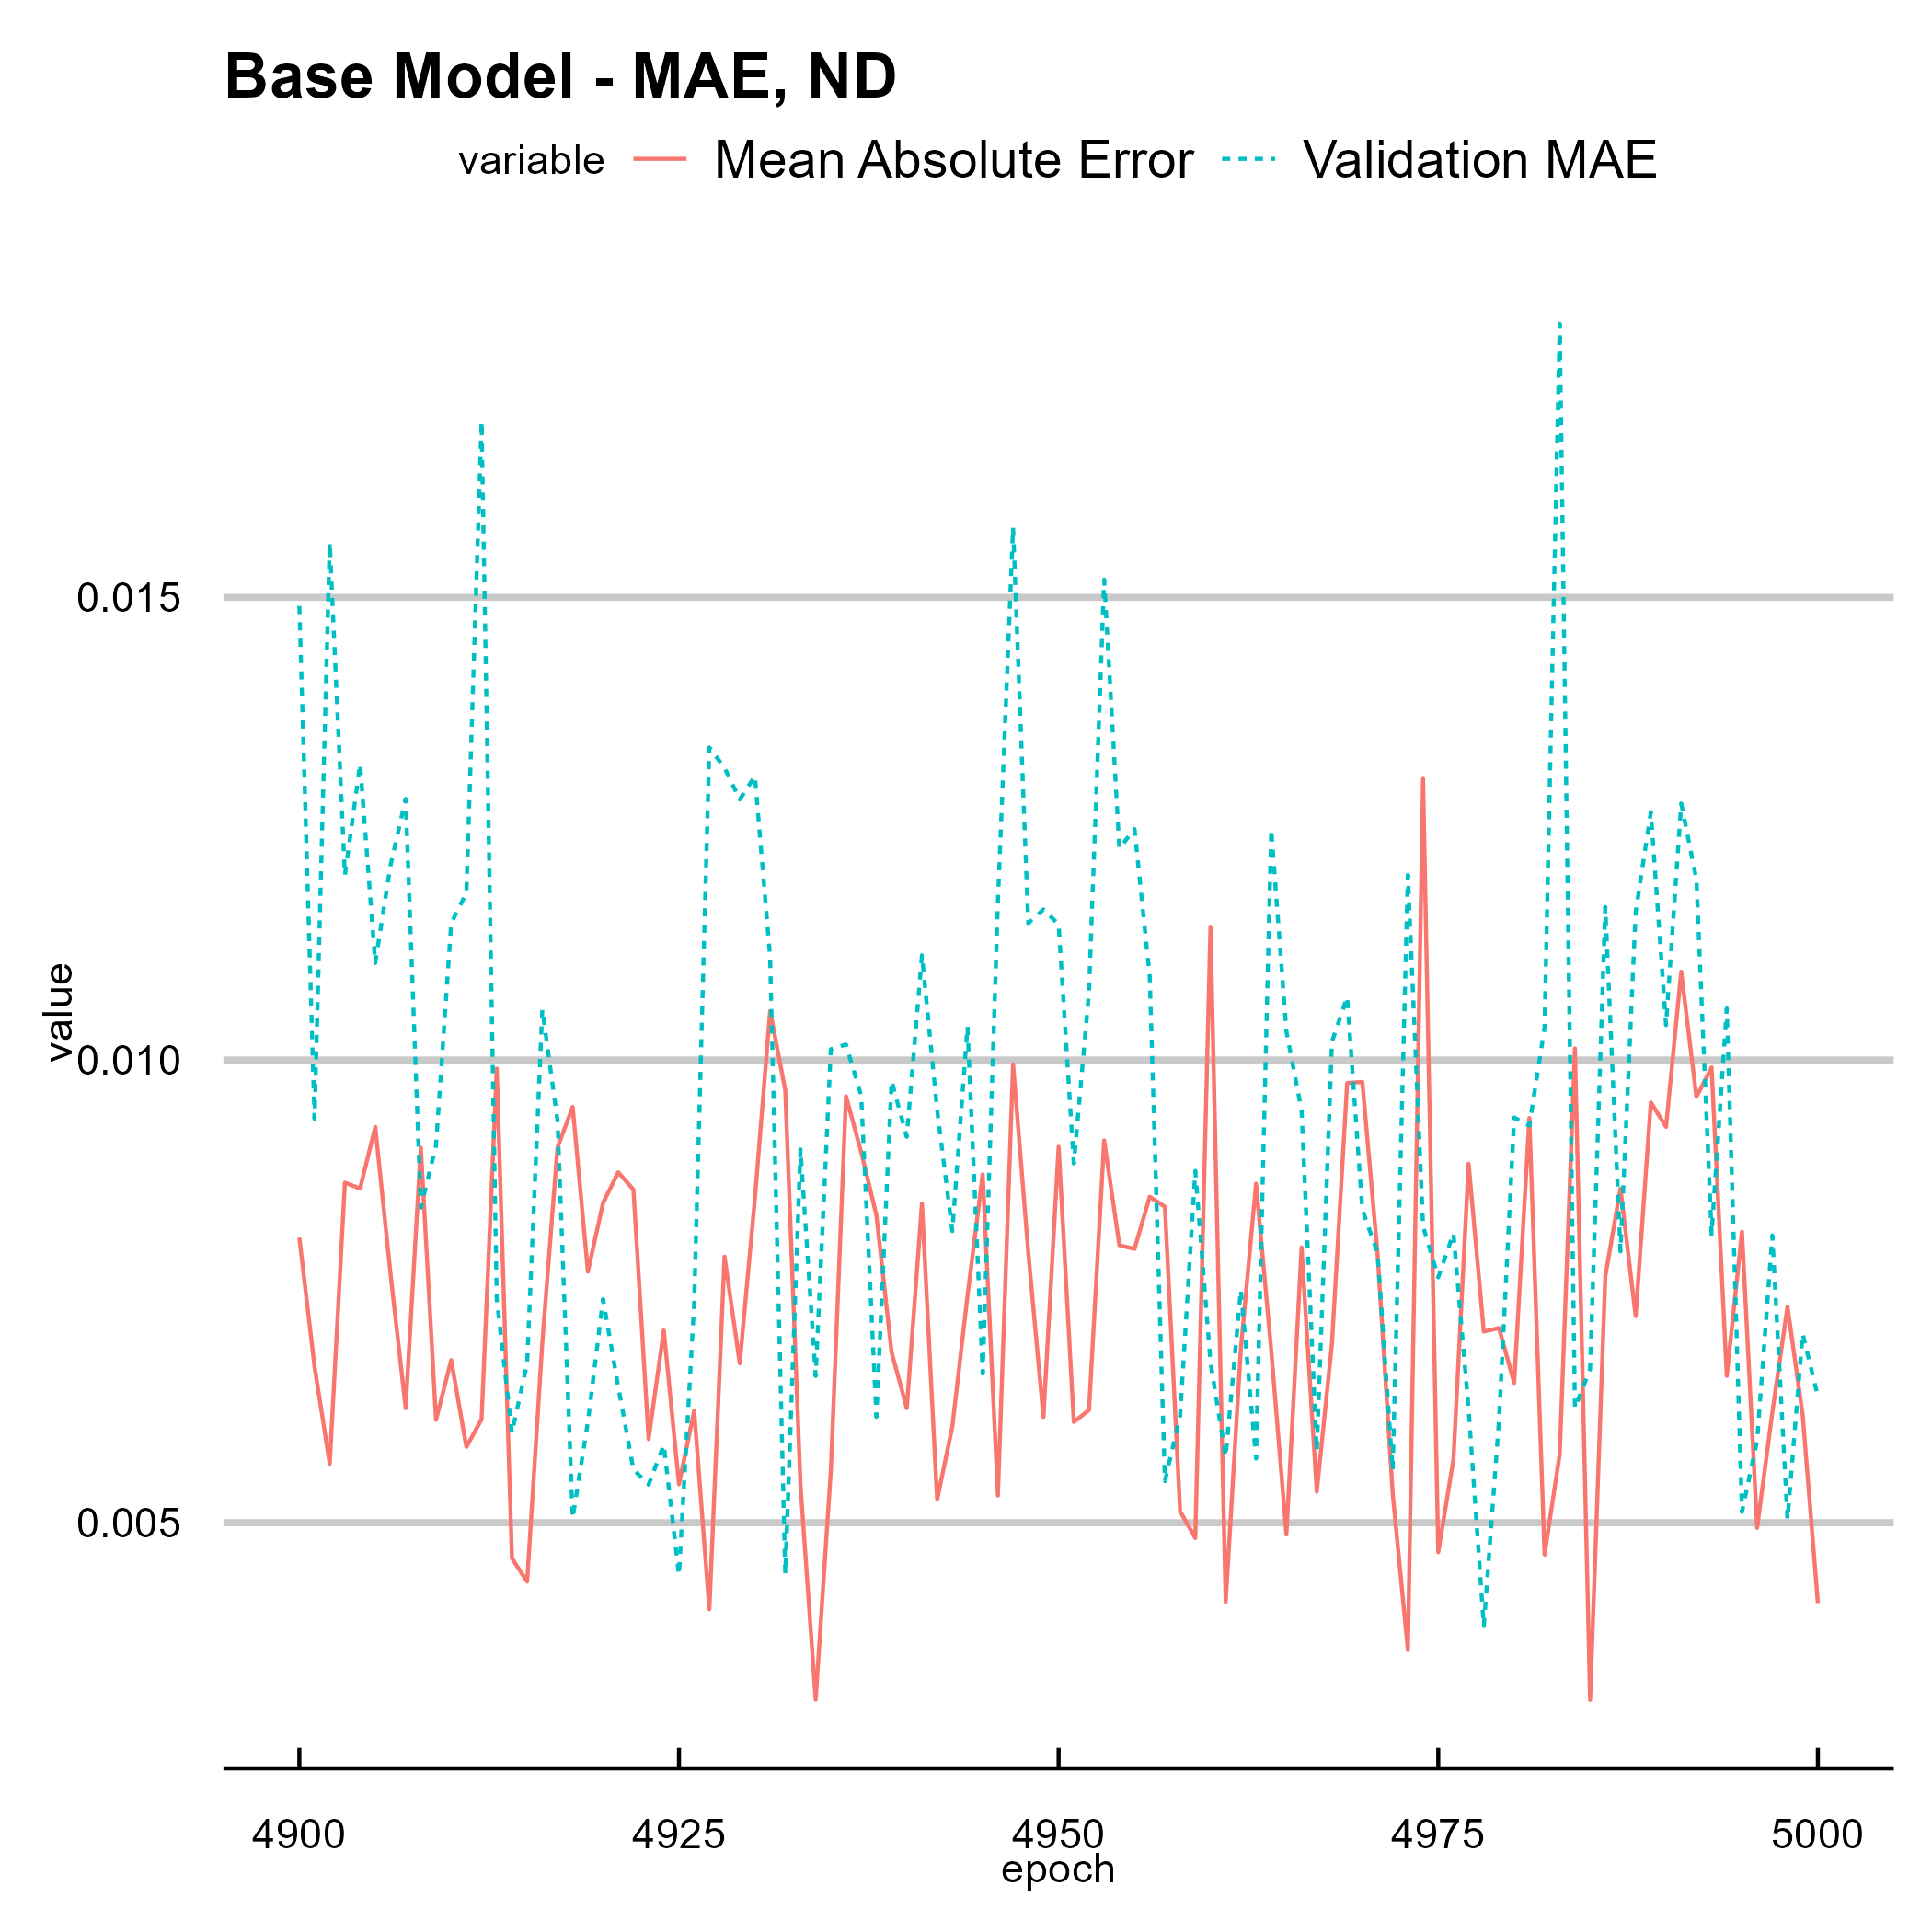 Base Model - MAE, ND
variable Mean Absolute Error Validation MAE
0.015
0.010
0.005
value
4900 4925 4950 4975 5000
epoch